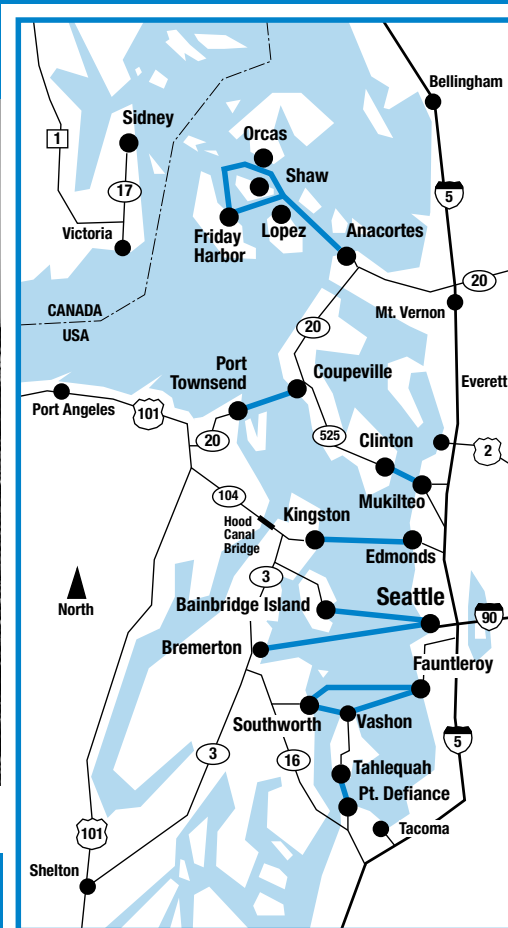 Bellingham
Sidney
1
Orcas
Shaw
17
5
Victoria
Friday
Harbor
Lopez
Anacortes
20
CANADA
USA
Mt. Vernon
20
Port
Townsend
Coupeville
Port Angeles
101
Everett
20
525
Clinton
2
Mukilteo
104
Hood
Canal
Bridge
Kingston
Edmonds
3
North
Bainbridge Island
Seattle
90
Bremerton
Fauntleroy
Southworth
Vashon
3
16
5
Tahlequah
Pt. Defiance
101
Tacoma
Shelton